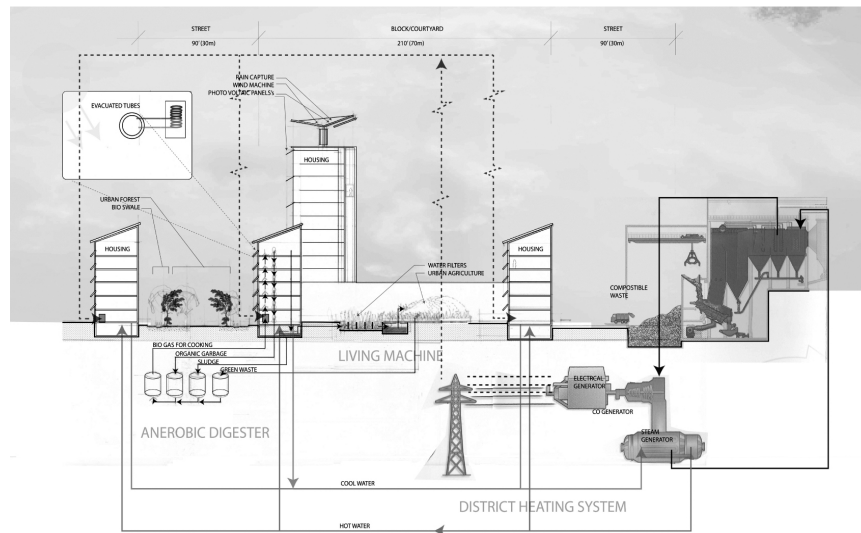 STREET
BLOCK/COURTYARD
STREET
90' (30m)
210' (70m)
90' (30m)
RAIN CAPTURE
WIND MACHINE
PHOTO VOLTAIC PANELS's
EVACUATED TUBES
HOUSING
URBAN FOREST
BIO SWALE
HOUSING
HOUSING
HOUSING
WATER FILTERS
URBAN AGRICULTURE
COMPOSTIBLE
WASTE
BIO GAS FOR COOKING
ORGANIC GARBAGE
SLUDGE
GREEN WASTE
LIVING MACHINE
ELECTRICAL
GENERATOR
CO GENERATOR
ANEROBIC DIGESTER
STEAM
GENERATOR
COOL WATER
DISTRICT HEATING SYSTEM
HOT WATER